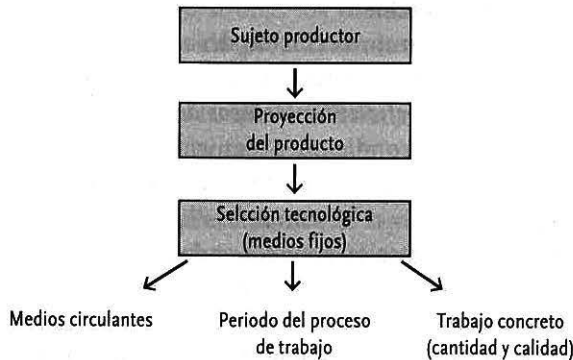 Sujeto productor
Proyección
del producto
Selcción tecnológica
(medios fijos)
Medios circulantes
Periodo del proceso
de trabajo
Trabajo concreto
(cantidad y calidad)